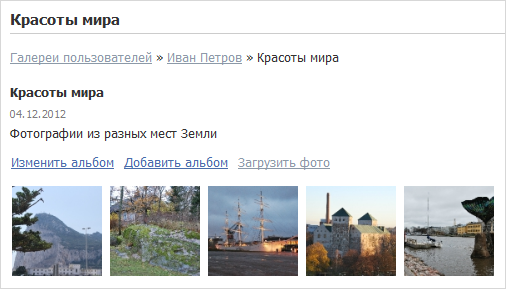 Красоты мира
Галереи пользователей » Иван Петров » Красоты мира
Красоты мира
04.12.2012
Фотографии из разных мест Земли
Изменить альбом Добавить альбом Загрузить фото